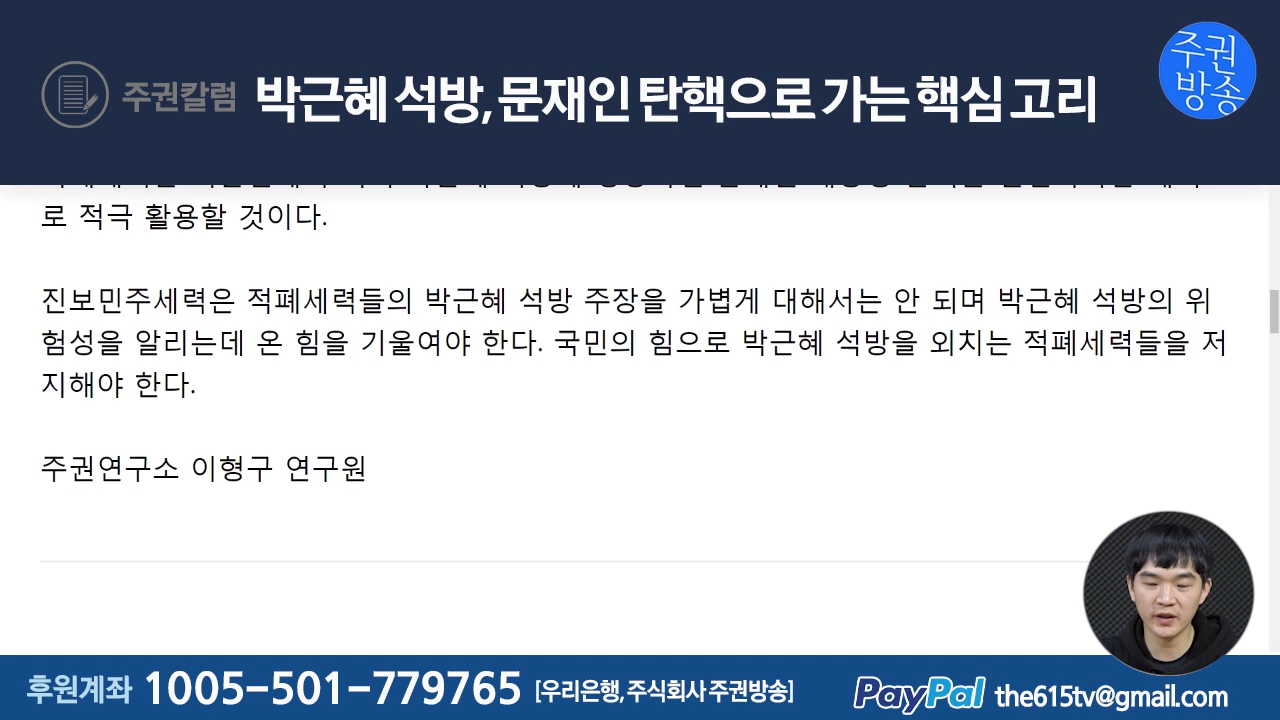 주권칼럼 박근혜 석방, 문재인 탄핵으로 가는 핵심 고리
주권
방송
로 적극 활용할 것이다.
진보민주세력은 적폐세력들의 박근혜 석방 주장을 가볍게 대해서는 안 되며 박근혜 석방의 위
험성을 알리는데 온 힘을 기울여야 한다. 국민의 힘으로 박근혜 석방을 외치는 적폐세력들을 저
지해야 한다.
주권연구소 이형구 연구원
후원계좌 1005-501-779765 [우리은행, 주식회사 주권방송]
PayPal the615tv@gmail.com